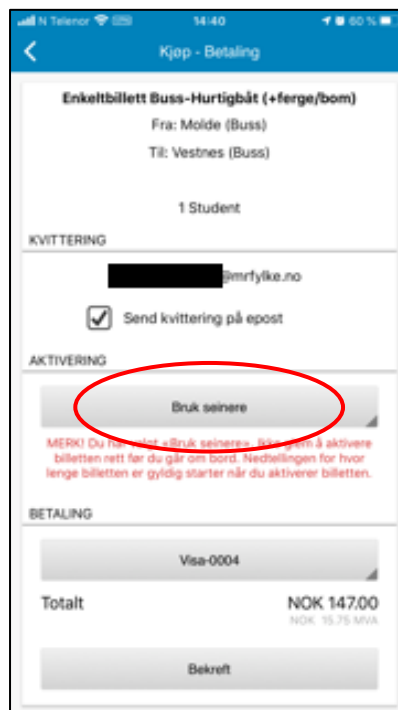 N Telenor 14:40 60 %
Kjøp - Betaling
Enkeltbillett Buss-Hurtigbåt (+ferge/bom)
Fra: Molde (Buss)
Til: Vestnes (Buss)
1 Student
KVITTERING
@mrfylke.no
Send kvittering på epost
AKTIVERING
Bruk seinere
MERK! Du har valgt «Bruk seinere». Ikke glem å aktivere
billetten rett før du går om bord. Nedtellingen for hvor
lenge billetten er gyldig starter når du aktiverer billetten.
BETALING
Visa-0004
Totalt NOK 147.00
NOK 15.75 MVA
Bekreft